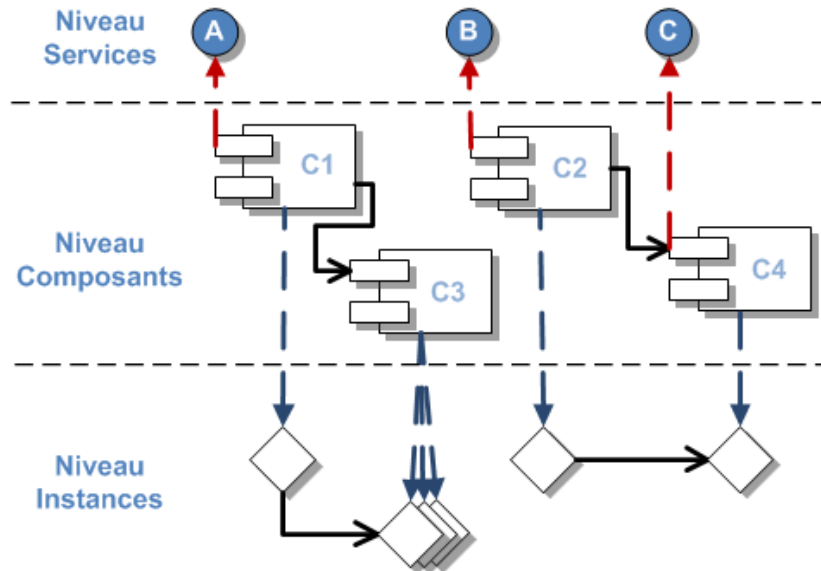 Niveau
Services
A
B
C
C1
C2
Niveau
Composants
C3
C4
Niveau
Instances